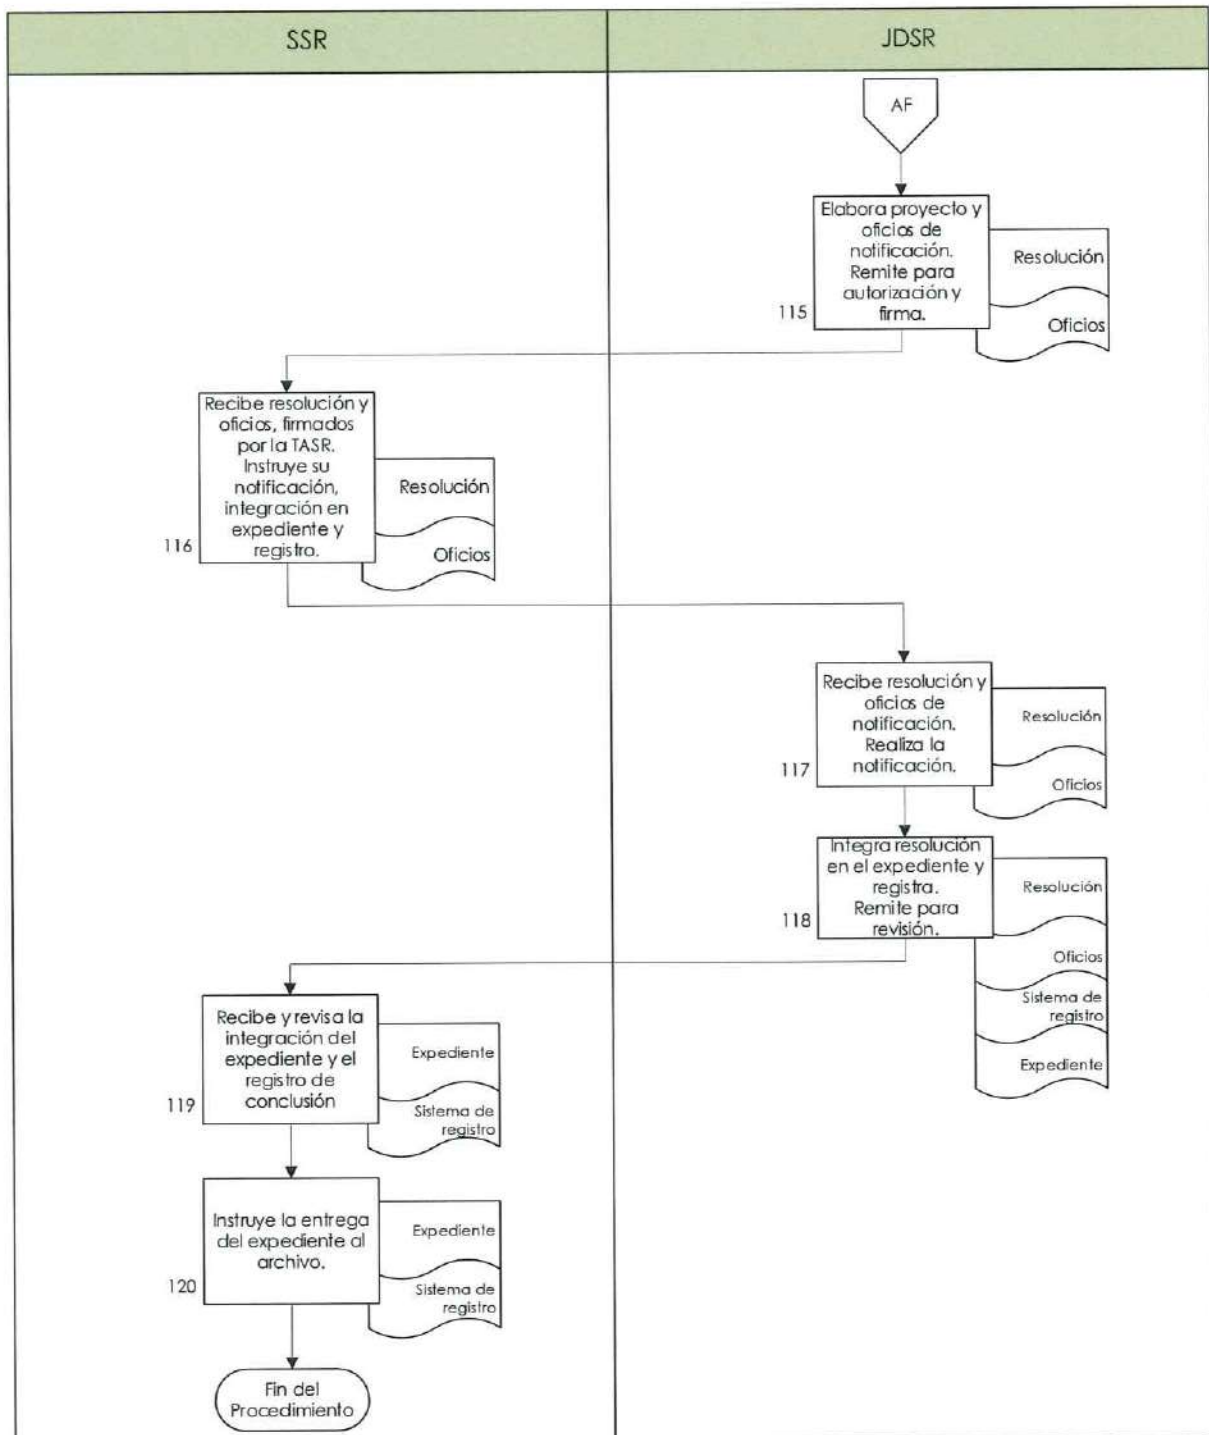 SSR
JDSR
AF
Elabora proyecto y
oficios de
notificación.
Remite para
autorización y
firma.
115
Resolución
Oficios
Recibe resolución y
oficios, firmados
por la TASR.
Instruye su
notificación,
integración en
expediente y
registro.
116
Resolución
Oficios
Recibe resolución y
oficios de
notificación.
Realiza la
notificación.
117
Resolución
Oficios
Integra resolución
en el expediente y
registra.
Remite para
revisión.
118
Resolución
Oficios
Sistema de
registro
Expediente
Recibe y revisa la
integración del
expediente y el
registro de
conclusión
119
Expediente
Sistema de
registro
Instruye la entrega
del expediente al
archivo.
120
Expediente
Sistema de
registro
Fin del
Procedimiento